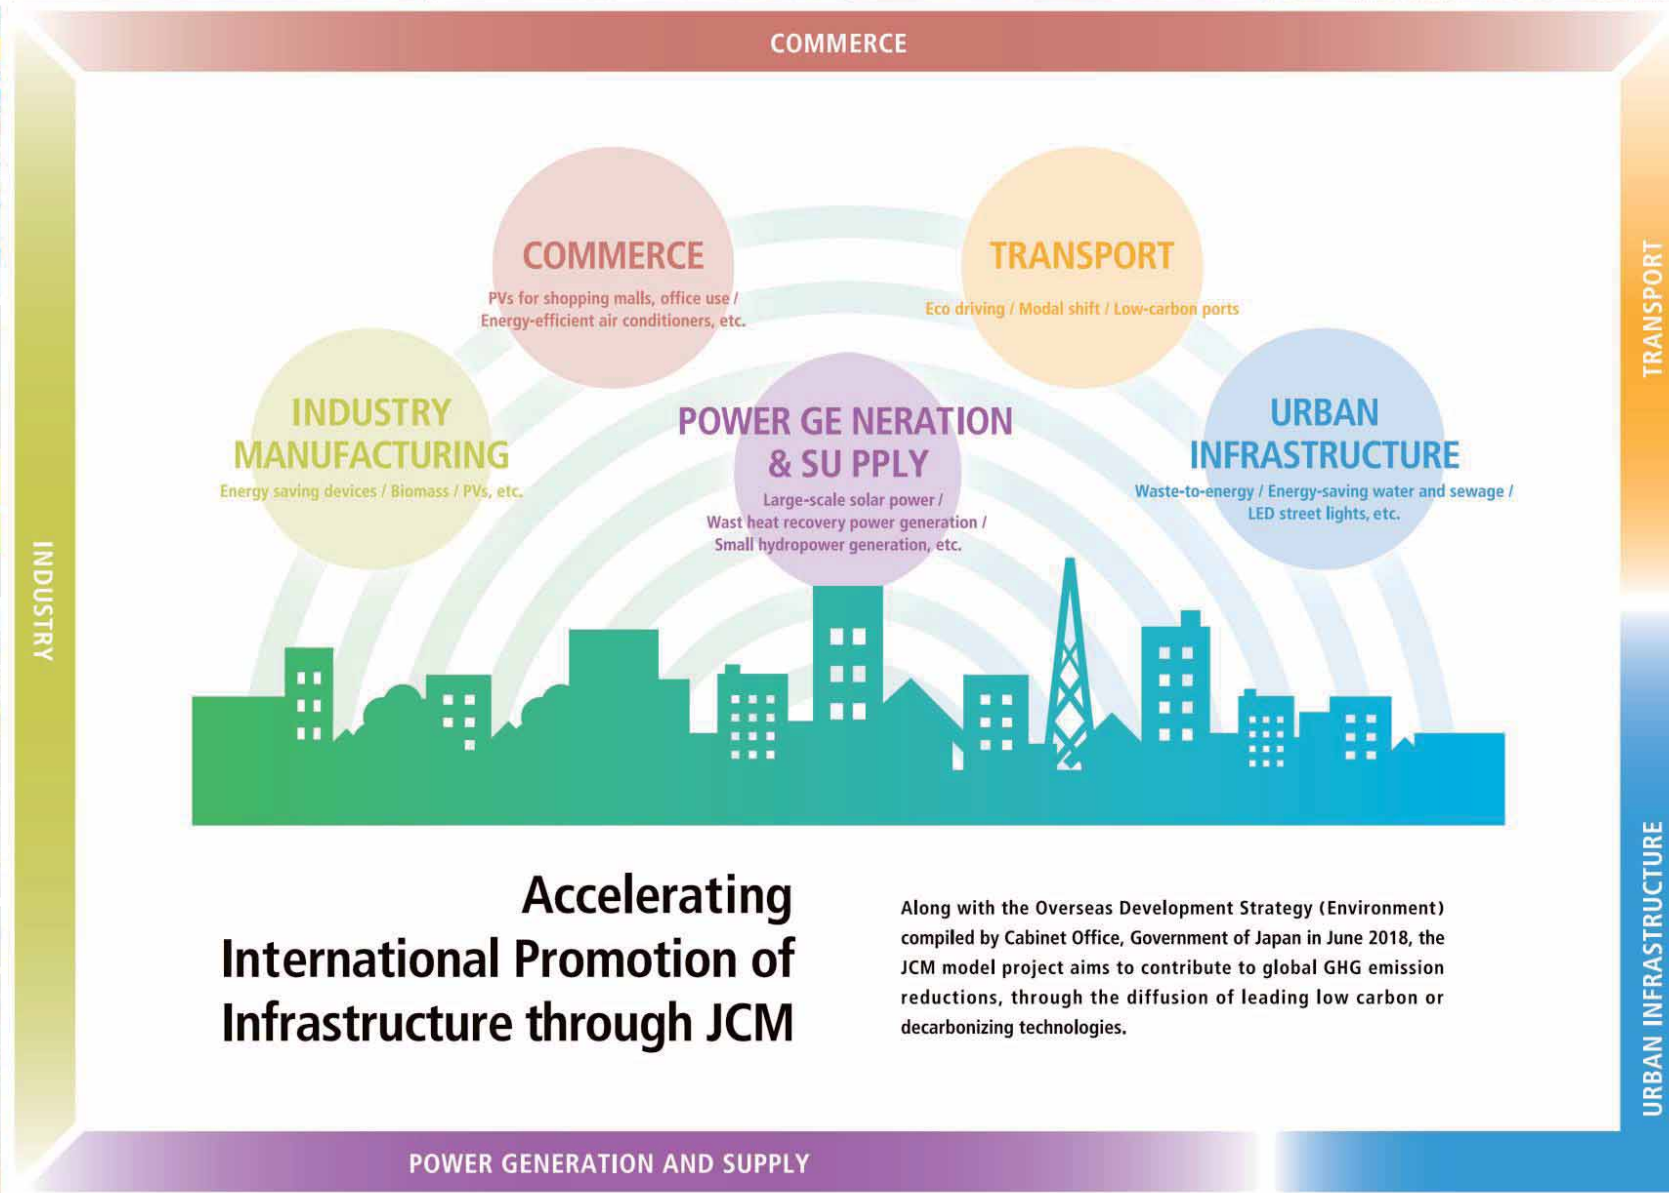 COMMERCE
COMMERCE
PVs for shopping malls, office use /
Energy-efficient air conditioners, etc.
TRANSPORT
Eco driving / Modal shift / Low-carbon ports
INDUSTRY
MANUFACTURING
Energy saving devices / Biomass / PVs, etc.
POWER GE NERATION
& SU PPLY
Large-scale solar power /
Wast heat recovery power generation /
Small hydropower generation, etc.
URBAN
INFRASTRUCTURE
Waste-to-energy / Energy-saving water and sewage /
LED street lights, etc.
INDUSTRY
TRANSPORT
URBAN INFRASTRUCTURE
Accelerating
International Promotion of
Infrastructure through JCM
Along with the Overseas Development Strategy (Environment)
compiled by Cabinet Office, Government of Japan in June 2018, the
JCM model project aims to contribute to global GHG emission
reductions, through the diffusion of leading low carbon or
decarbonizing technologies.
POWER GENERATION AND SUPPLY